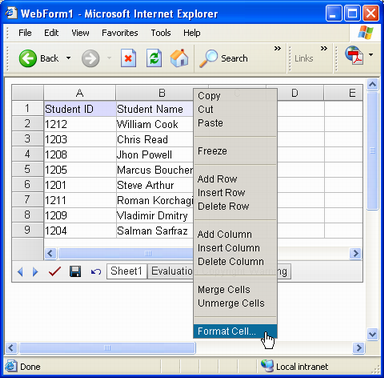 WebForm1 - Microsoft Internet Explorer
File Edit View Favorites Tools Help
Back Search Links
A B D E
1 Student ID Student Name
2 1212 William Cook
3 1203 Chris Read
4 1208 Jhon Powell
5 1205 Marcus Boucher
6 1201 Steve Arthur
7 1211 Roman Korchagi
8 1209 Vladimir Dmitry
9 1204 Salman Sarfraz
Copy
Cut
Paste
Freeze
Add Row
Insert Row
Delete Row
Add Column
Insert Column
Delete Column
Merge Cells
Unmerge Cells
Format Cell...
Sheet1 Evaluation
Done Local intranet